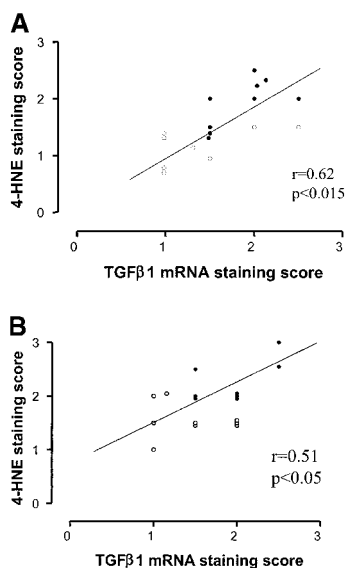 A
4-HNE staining score
3
2
1
0
r=0.62
p<0.015
0 1 2 3
TGFβ1 mRNA staining score
B
4-HNE staining score
3
2
1
0
r=0.51
p<0.05
0 1 2 3
TGFβ1 mRNA staining score